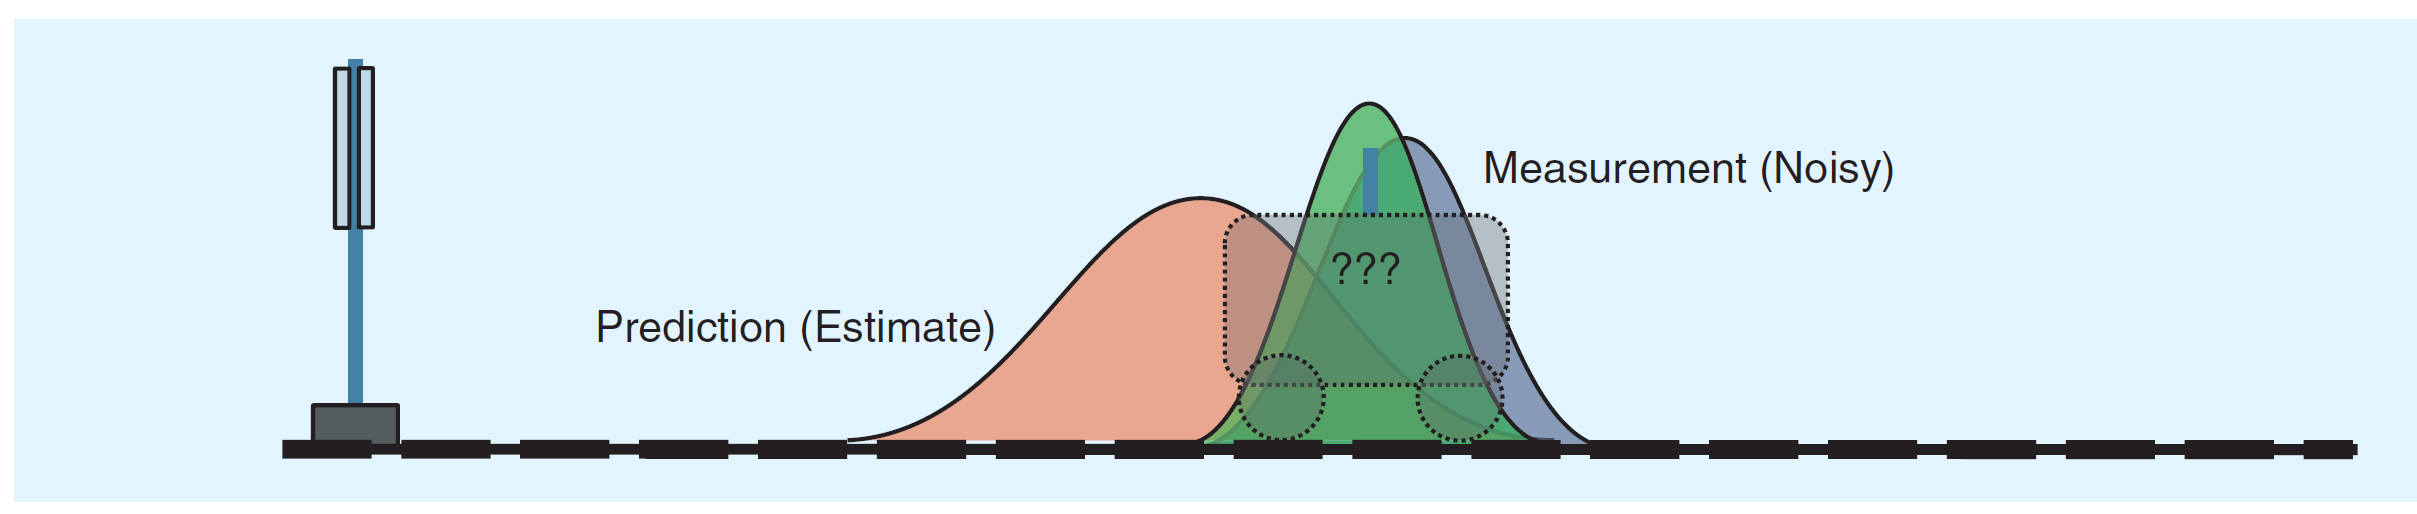 Measurement (Noisy)
???
Prediction (Estimate)